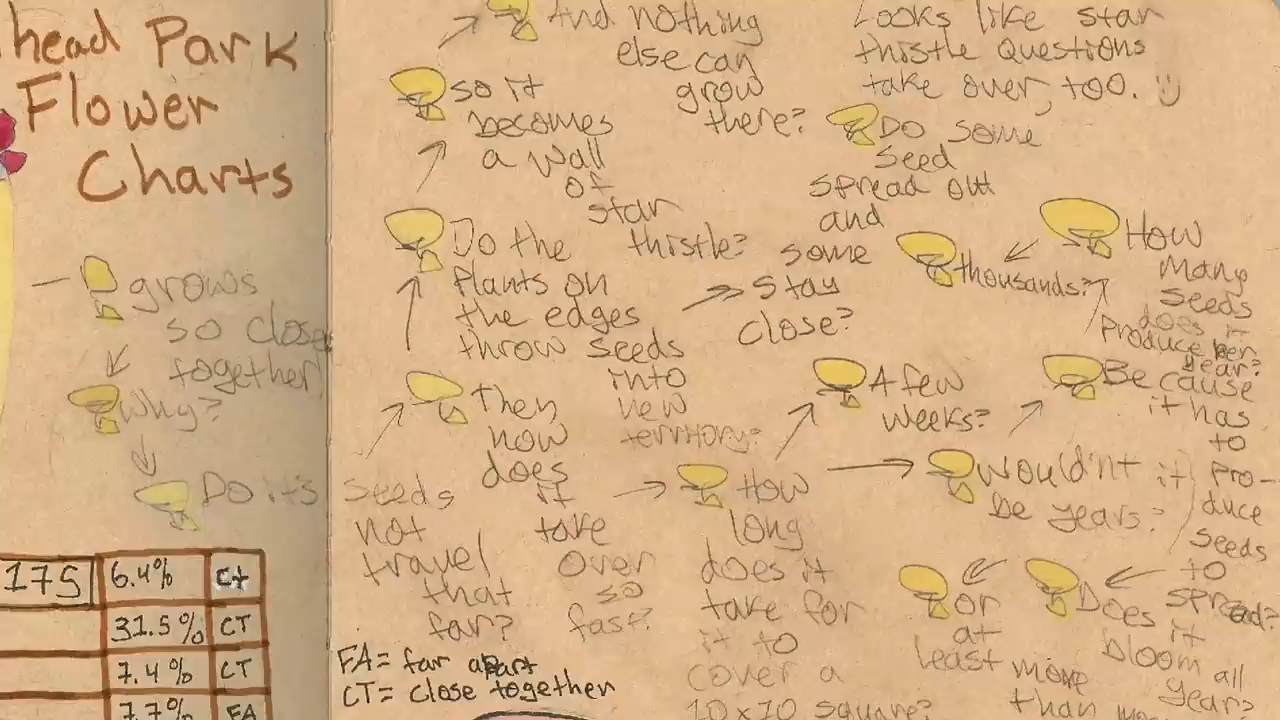 head Park
Flower
Charts
grows
so close
together
Why?
Do it's
seeds
not
travel
that
far?
Then
how
does
it
take
over
so
fast?
Do the
plants on
the edges
throw seeds
into
new
territory?
so it
becomes
a wall
of
star
thistle?
And nothing
else can
grow
there?
Looks like star
thistle questions
take over, too.
Do some
seed
spread out
and
some
stay
close?
How
long
does it
take for
it to
cover a
10x10 square?
A few
weeks?
Wouldn't it
be years?
Because
it has
to
pro-
duce
seeds
to
spread?
How
many
seeds
does it
produce per
year?
thousands?
Does
it
bloom all
year?
or
at
least more
than
175 6.4% CT
31.5% CT
7.4% CT
7.7% FA
FA= far apart
CT= close together